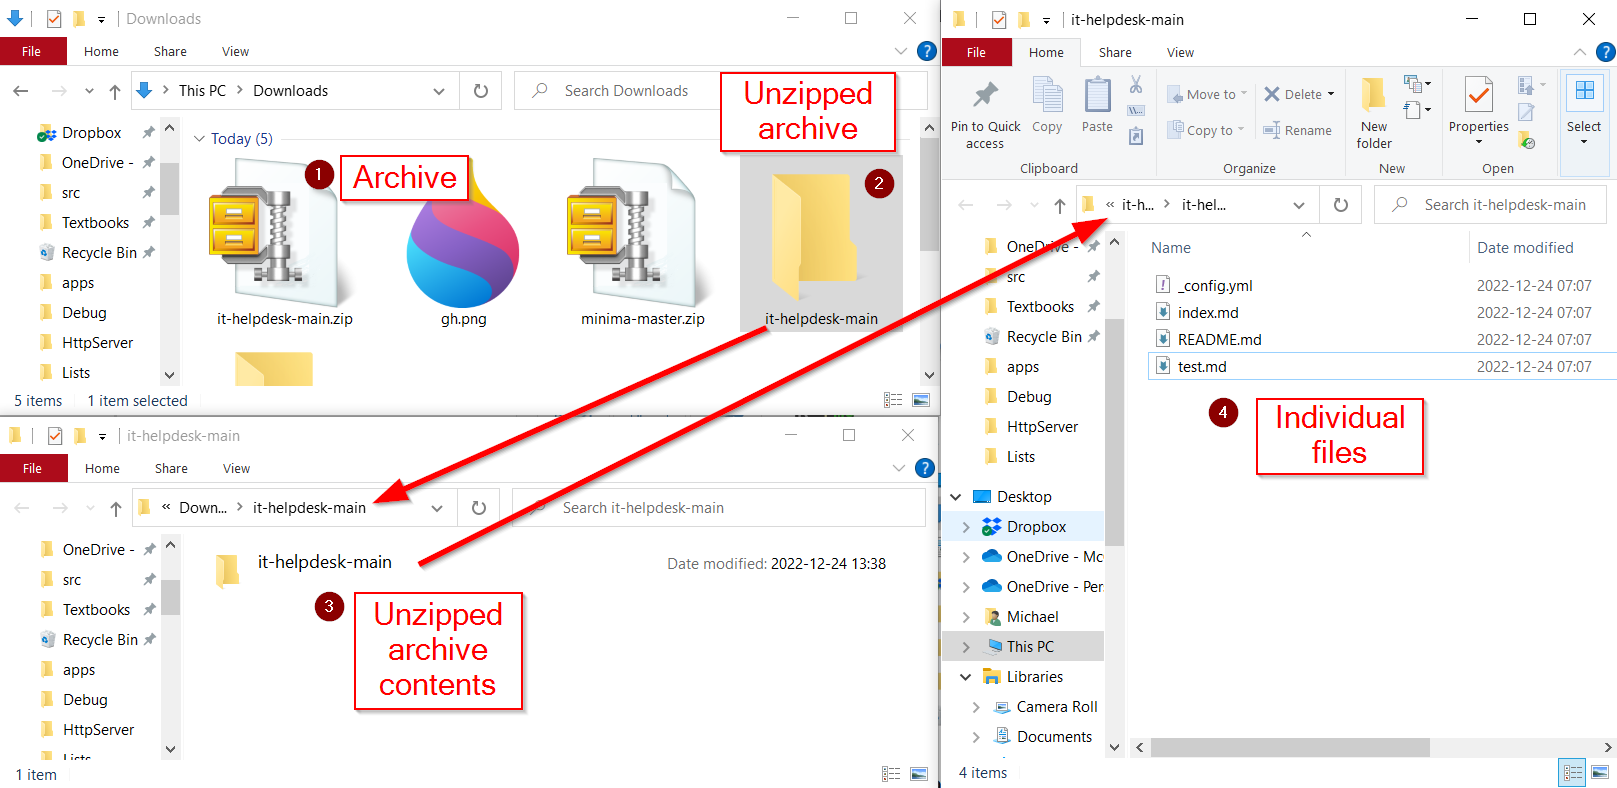 Downloads
File Home Share View
This PC Downloads
Search Downloads
Unzipped
archive
Dropbox
OneDrive -
src
Textbooks
Recycle Bin
apps
Debug
HttpServer
Lists
Today (5)
1
Archive
2
it-helpdesk-main.zip
gh.png
minima-master.zip
it-helpdesk-main
5 items 1 item selected
it-helpdesk-main
File Home Share View
« Down... it-helpdesk-main
Search it-helpdesk-main
OneDrive -
src
Textbooks
Recycle Bin
apps
Debug
HttpServer
Lists
it-helpdesk-main
Date modified: 2022-12-24 13:38
3
Unzipped
archive
contents
1 item
it-helpdesk-main
File Home Share View
Pin to Quick
access
Copy
Paste
Clipboard
Move to
Copy to
Delete
Rename
Organize
New
folder
New
Properties
Open
Select
« it-h... it-hel...
Search it-helpdesk-main
OneDrive -
src
Textbooks
Recycle Bin
apps
Debug
HttpServer
Lists
Desktop
Dropbox
OneDrive - Mc
OneDrive - Per
Michael
This PC
Libraries
Camera Roll
Documents
Name Date modified
_config.yml 2022-12-24 07:07
index.md 2022-12-24 07:07
README.md 2022-12-24 07:07
test.md 2022-12-24 07:07
4
Individual
files
4 items